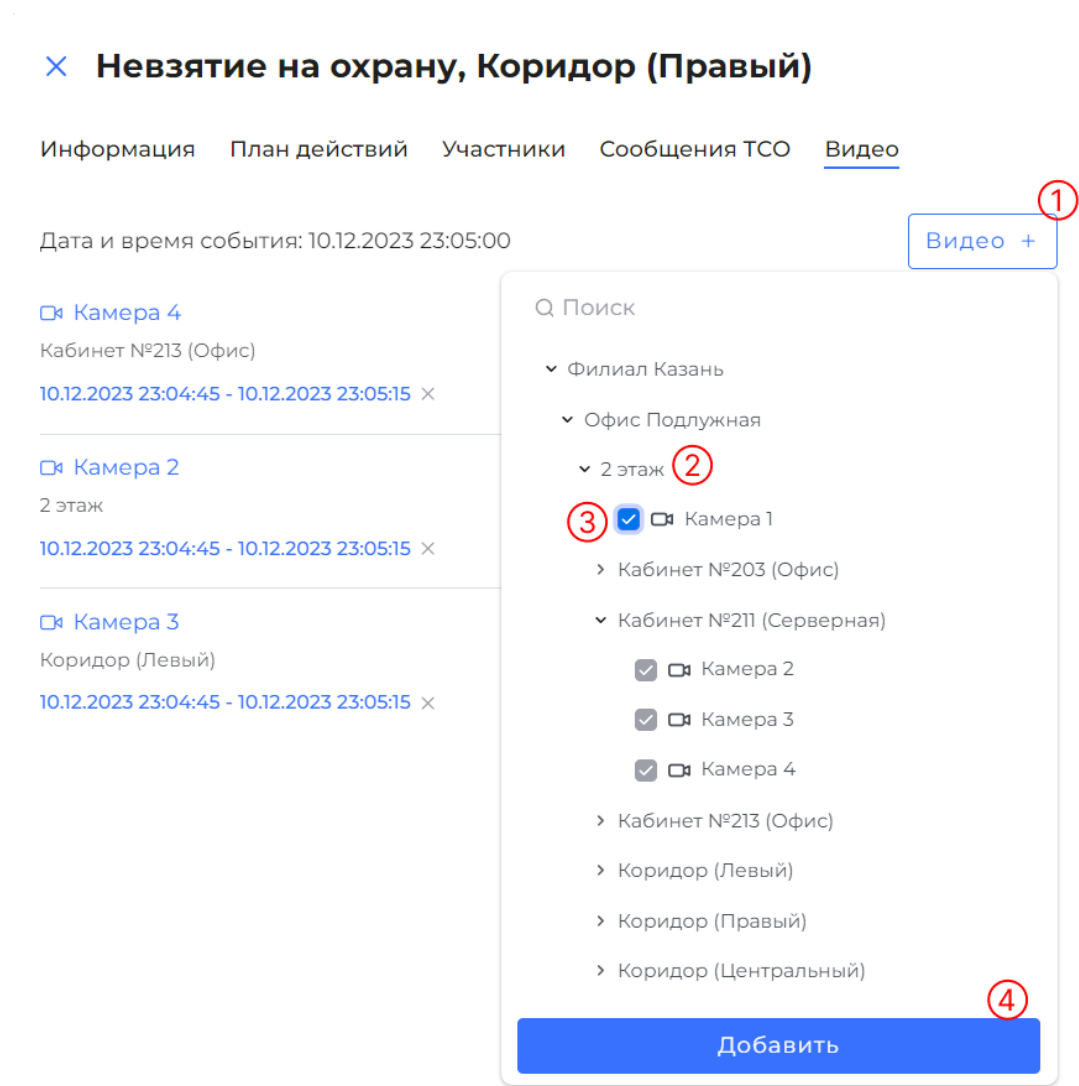 Невзятие на охрану, Коридор (Правый)
Информация План действий Участники Сообщения ТСО Видео
1
Дата и время события: 10.12.2023 23:05:00
Видео +
Камера 4
Кабинет №213 (Офис)
10.12.2023 23:04:45 - 10.12.2023 23:05:15
Камера 2
2 этаж
10.12.2023 23:04:45 - 10.12.2023 23:05:15
Камера 3
Коридор (Левый)
10.12.2023 23:04:45 - 10.12.2023 23:05:15
Поиск
Филиал Казань
Офис Подлужная
2 этаж 2
3 Камера 1
Кабинет №203 (Офис)
Кабинет №211 (Серверная)
Камера 2
Камера 3
Камера 4
Кабинет №213 (Офис)
Коридор (Левый)
Коридор (Правый)
Коридор (Центральный)
4
Добавить